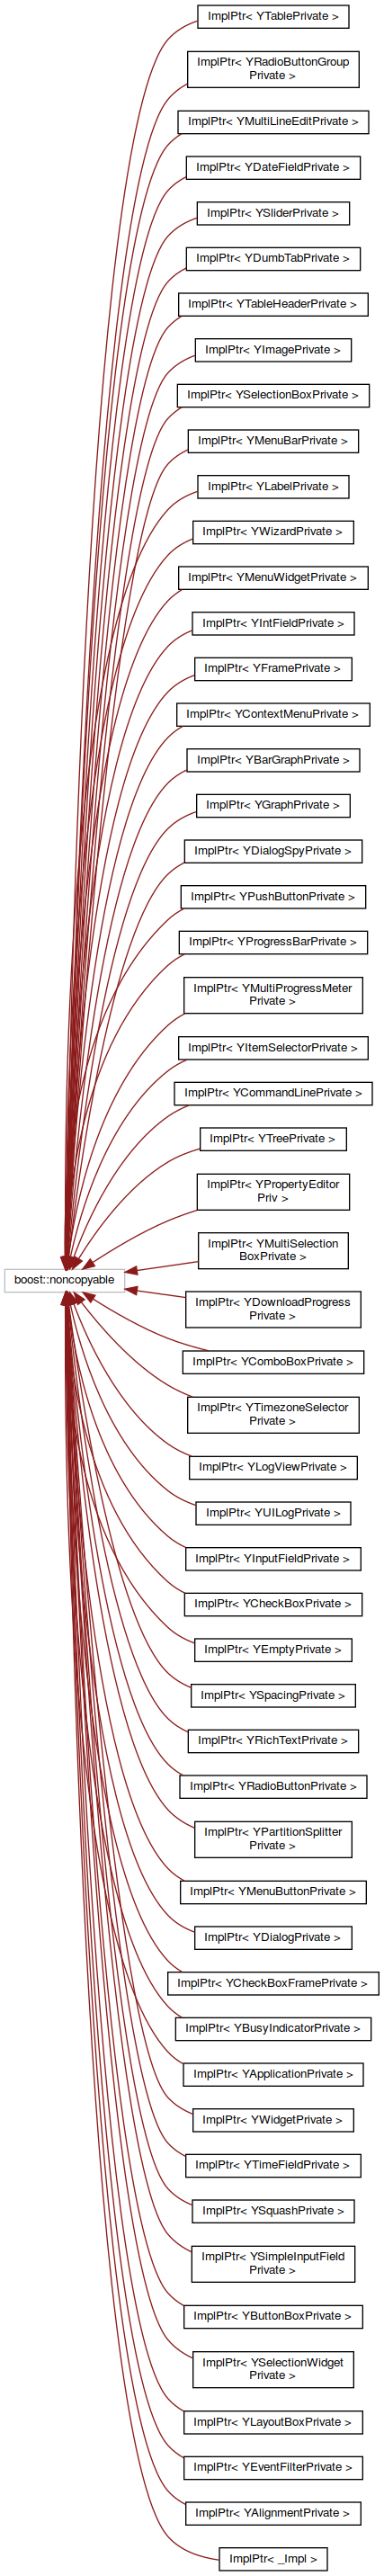 ImplPtr< YTablePrivate >
ImplPtr< YRadioButtonGroup
Private >
ImplPtr< YMultiLineEditPrivate >
ImplPtr< YDateFieldPrivate >
ImplPtr< YSliderPrivate >
ImplPtr< YDumbTabPrivate >
ImplPtr< YTableHeaderPrivate >
ImplPtr< YImagePrivate >
ImplPtr< YSelectionBoxPrivate >
ImplPtr< YMenuBarPrivate >
ImplPtr< YLabelPrivate >
ImplPtr< YWizardPrivate >
ImplPtr< YMenuWidgetPrivate >
ImplPtr< YIntFieldPrivate >
ImplPtr< YFramePrivate >
ImplPtr< YContextMenuPrivate >
ImplPtr< YBarGraphPrivate >
ImplPtr< YGraphPrivate >
ImplPtr< YDialogSpyPrivate >
ImplPtr< YPushButtonPrivate >
ImplPtr< YProgressBarPrivate >
ImplPtr< YMultiProgressMeter
Private >
ImplPtr< YItemSelectorPrivate >
ImplPtr< YCommandLinePrivate >
ImplPtr< YTreePrivate >
ImplPtr< YPropertyEditor
Priv >
ImplPtr< YMultiSelection
BoxPrivate >
boost::noncopyable
ImplPtr< YDownloadProgress
Private >
ImplPtr< YComboBoxPrivate >
ImplPtr< YTimezoneSelector
Private >
ImplPtr< YLogViewPrivate >
ImplPtr< YUILogPrivate >
ImplPtr< YInputFieldPrivate >
ImplPtr< YCheckBoxPrivate >
ImplPtr< YEmptyPrivate >
ImplPtr< YSpacingPrivate >
ImplPtr< YRichTextPrivate >
ImplPtr< YRadioButtonPrivate >
ImplPtr< YPartitionSplitter
Private >
ImplPtr< YMenuButtonPrivate >
ImplPtr< YDialogPrivate >
ImplPtr< YCheckBoxFramePrivate >
ImplPtr< YBusyIndicatorPrivate >
ImplPtr< YApplicationPrivate >
ImplPtr< YWidgetPrivate >
ImplPtr< YTimeFieldPrivate >
ImplPtr< YSquashPrivate >
ImplPtr< YSimpleInputField
Private >
ImplPtr< YButtonBoxPrivate >
ImplPtr< YSelectionWidget
Private >
ImplPtr< YLayoutBoxPrivate >
ImplPtr< YEventFilterPrivate >
ImplPtr< YAlignmentPrivate >
ImplPtr< _Impl >